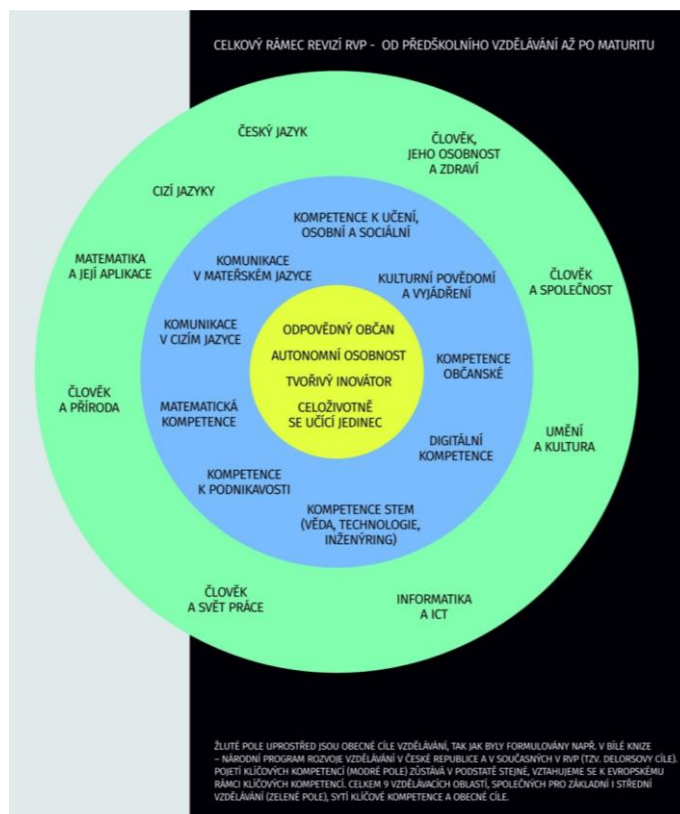 CELKOVÝ RÁMEC REVIZÍ RVP - OD PŘEDŠKOLNÍHO VZDĚLÁVÁNÍ AŽ PO MATURITU
ČESKÝ JAZYK
ČLOVĚK,
JEHO OSOBNOST
A ZDRAVÍ
CIZÍ JAZYKY
KOMPETENCE K UČENÍ,
OSOBNÍ A SOCIÁLNÍ
MATEMATIKA
A JEJÍ APLIKACE
KOMUNIKACE
V MATEŘSKÉM JAZYCE
KULTURNÍ POVĚDOMÍ
A VYJÁDŘENÍ
ČLOVĚK
A SPOLEČNOST
KOMUNIKACE
V CIZÍM JAZYCE
ODPOVĚDNÝ OBČAN
AUTONOMNÍ OSOBNOST
TVOŘIVÝ INOVÁTOR
CELOŽIVOTNĚ
SE UČÍCÍ JEDINEC
KOMPETENCE
OBČANSKÉ
ČLOVĚK
A PŘÍRODA
MATEMATICKÁ
KOMPETENCE
DIGITÁLNÍ
KOMPETENCE
UMĚNÍ
A KULTURA
KOMPETENCE
K PODNIKAVOSTI
KOMPETENCE STEM
(VĚDA, TECHNOLOGIE,
INŽENÝRING)
ČLOVĚK
A SVĚT PRÁCE
INFORMATIKA
A ICT
ŽLUTÉ POLE UPROSTŘED JSOU OBECNÉ CÍLE VZDĚLÁVÁNÍ, TAK JAK BYLY FORMULOVÁNY NAPŘ. V BÍLÉ KNIZE
– NÁRODNÍ PROGRAM ROZVOJE VZDĚLÁVÁNÍ V ČESKÉ REPUBLICE A V SOUČASNÝCH V RVP (TZV. DELORSOVY CÍLE).
POJETÍ KLÍČOVÝCH KOMPETENCÍ (MODRÉ POLE) ZŮSTÁVÁ V PODSTATĚ STEJNÉ, VZTAHUJEME SE K EVROPSKÉMU
RÁMCI KLÍČOVÝCH KOMPETENCÍ. CELKEM 9 VZDĚLÁVACÍCH OBLASTÍ, SPOLEČNÝCH PRO ZÁKLADNÍ I STŘEDNÍ
VZDĚLÁVÁNÍ (ZELENÉ POLE), SYTÍ KLÍČOVÉ KOMPETENCE A OBECNÉ CÍLE.